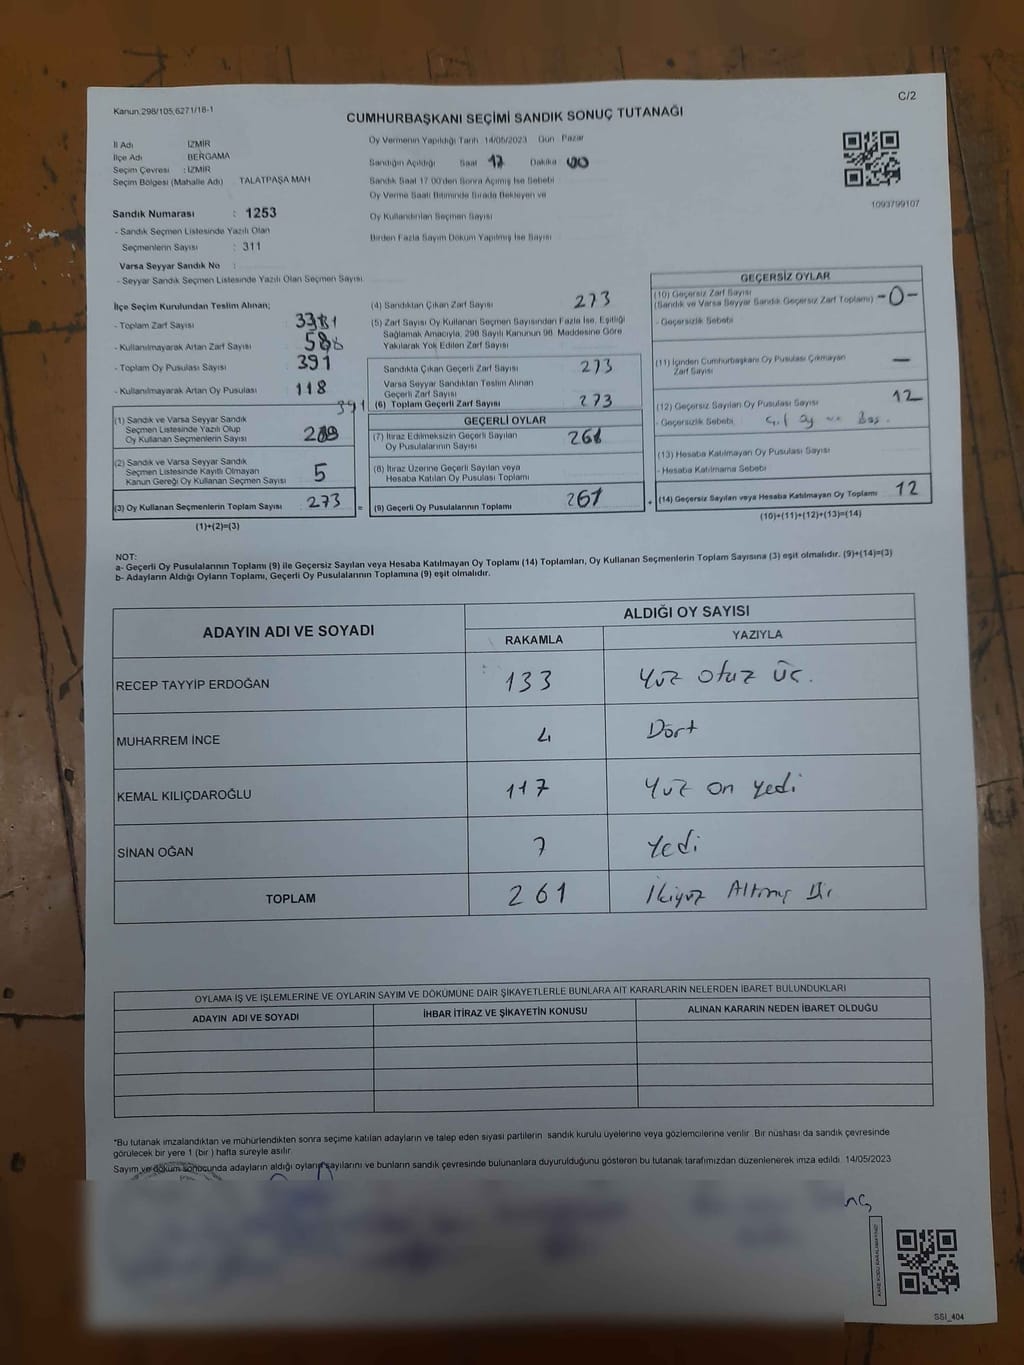 Kanun.298/105,6271/18-1
C/2
CUMHURBAŞKANI SEÇİMİ SANDIK SONUÇ TUTANAĞI
İl Adı İZMİR
İlçe Adı BERGAMA
Seçim Çevresi : İZMİR
Seçim Bölgesi (Mahalle Adı) TALATPAŞA MAH
Oy Vermenin Yapıldığı Tarih 14/05/2023 Gün Pazar
Sandığın Açıldığı Saat 17 Dakika 00
Sandık Saat 17 00'den Sonra Açılmış İse Sebebi
Oy Verme Saati Bitiminde Sırada Bekleyen ve
Oy Kullandırılan Seçmen Sayısı
Birden Fazla Sayım Döküm Yapılmış İse Sayısı
1093799107
Sandık Numarası : 1253
- Sandık Seçmen Listesinde Yazılı Olan
Seçmenlerin Sayısı : 311
Varsa Seyyar Sandık No :
- Seyyar Sandık Seçmen Listesinde Yazılı Olan Seçmen Sayısı
İlçe Seçim Kurulundan Teslim Alınan;
- Toplam Zarf Sayısı
- Kullanılmayarak Artan Zarf Sayısı
- Toplam Oy Pusulası Sayısı 391
- Kullanılmayarak Artan Oy Pusulası 118
391
(1) Sandık ve Varsa Seyyar Sandık
Seçmen Listesinde Yazılı Olup
Oy Kullanan Seçmenlerin Sayısı
(2) Sandık ve Varsa Seyyar Sandık
Seçmen Listesinde Kayıtlı Olmayan
Kanun Gereği Oy Kullanan Seçmen Sayısı 5
(3) Oy Kullanan Seçmenlerin Toplam Sayısı 273 =
(1)+(2)=(3)
(4) Sandıktan Çıkan Zarf Sayısı 273
(5) Zarf Sayısı Oy Kullanan Seçmen Sayısından Fazla İse, Eşitliği
Sağlamak Amacıyla, 298 Sayılı Kanunun 98. Maddesine Göre
Yakılarak Yok Edilen Zarf Sayısı
Sandıkta Çıkan Geçerli Zarf Sayısı 273
Varsa Seyyar Sandıktan Teslim Alınan
Geçerli Zarf Sayısı
(6) Toplam Geçerli Zarf Sayısı 273
GEÇERLİ OYLAR
(7) İtiraz Edilmeksizin Geçerli Sayılan
Oy Pusulalarının Sayısı 261
(8) İtiraz Üzerine Geçerli Sayılan veya
Hesaba Katılan Oy Pusulası Toplamı
(9) Geçerli Oy Pusulalarının Toplamı 261 +
GEÇERSİZ OYLAR
(10) Geçersiz Zarf Sayısı
(Sandık ve Varsa Seyyar Sandık Geçersiz Zarf Toplamı) -0-
- Geçersizlik Sebebi
(11) İçinden Cumhurbaşkanı Oy Pusulası Çıkmayan
Zarf Sayısı —
(12) Geçersiz Sayılan Oy Pusulası Sayısı 12
- Geçersizlik Sebebi
(13) Hesaba Katılmayan Oy Pusulası Sayısı
- Hesaba Katılmama Sebebi
(14) Geçersiz Sayılan veya Hesaba Katılmayan Oy Toplamı 12
(10)+(11)+(12)+(13)=(14)
NOT:
a- Geçerli Oy Pusulalarının Toplamı (9) ile Geçersiz Sayılan veya Hesaba Katılmayan Oy Toplamı (14) Toplamları, Oy Kullanan Seçmenlerin Toplam Sayısına (3) eşit olmalıdır. (9)+(14)=(3)
b- Adayların Aldığı Oyların Toplamı, Geçerli Oy Pusulalarının Toplamına (9) eşit olmalıdır.
ADAYIN ADI VE SOYADI
ALDIĞI OY SAYISI
RAKAMLA YAZIYLA
RECEP TAYYİP ERDOĞAN 133 Yüz otuz üç.
MUHARREM İNCE 4 Dört
KEMAL KILIÇDAROĞLU 117 Yüz on yedi
SİNAN OĞAN 7 Yedi
TOPLAM 261 İkiyüz Altmış Bir
OYLAMA İŞ VE İŞLEMLERİNE VE OYLARIN SAYIM VE DÖKÜMÜNE DAİR ŞİKAYETLERLE BUNLARA AİT KARARLARIN NELERDEN İBARET BULUNDUKLARI
ADAYIN ADI VE SOYADI İHBAR İTİRAZ VE ŞİKAYETİN KONUSU ALINAN KARARIN NEDEN İBARET OLDUĞU
*Bu tutanak imzalandıktan ve mühürlendikten sonra seçime katılan adayların ve talep eden siyasi partilerin sandık kurulu üyelerine veya gözlemcilerine verilir. Bir nüshası da sandık çevresinde
görülecek bir yere 1 (bir ) hafta süreyle asılır.
Sayım ve döküm sonucunda adayların aldığı oyların sayılarını ve bunların sandık çevresinde bulunanlara duyurulduğunu gösteren bu tutanak tarafımızdan düzenlenerek imza edildi. 14/05/2023
KARE KODU KARALAMAYINIZ!
SSİ_404